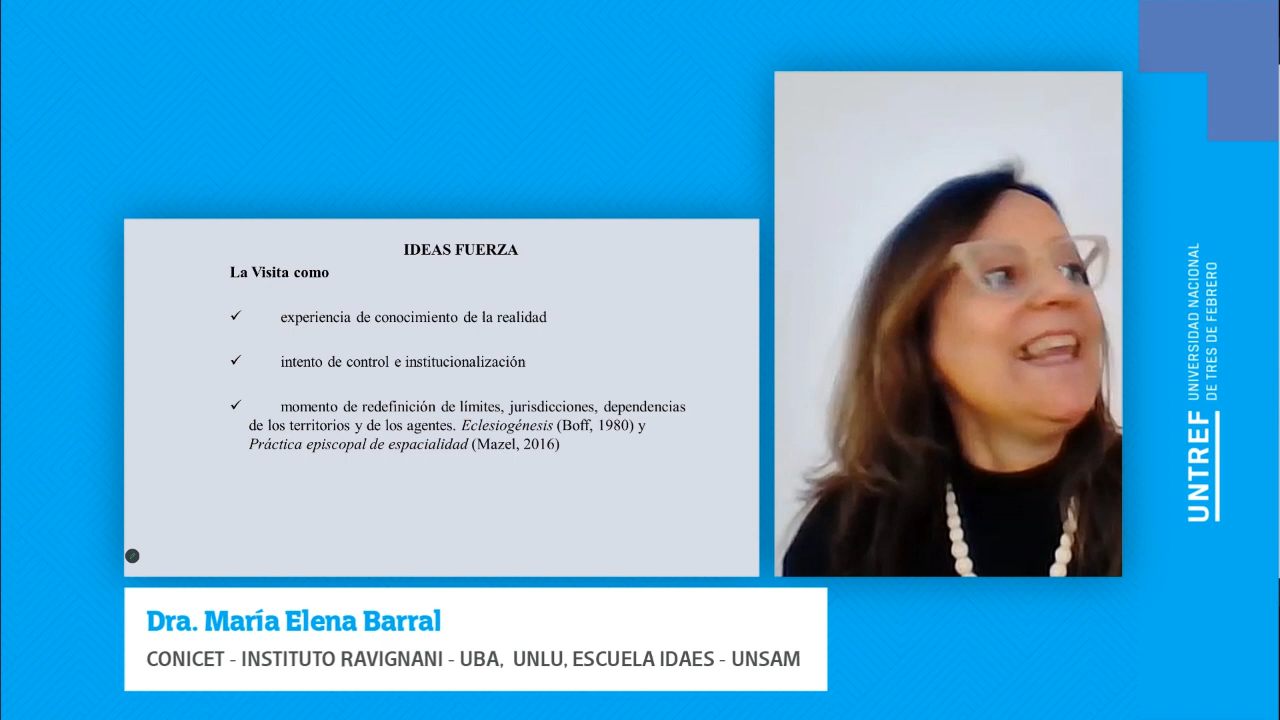 IDEAS FUERZA
La Visita como
✓ experiencia de conocimiento de la realidad
✓ intento de control e institucionalización
✓ momento de redefinición de límites, jurisdicciones, dependencias
de los territorios y de los agentes. Eclesiogénesis (Boff, 1980) y
Práctica episcopal de espacialidad (Mazel, 2016)
Dra. María Elena Barral
CONICET - INSTITUTO RAVIGNANI - UBA, UNLU, ESCUELA IDAES - UNSAM
UNTREF
UNIVERSIDAD NACIONAL
DE TRES DE FEBRERO